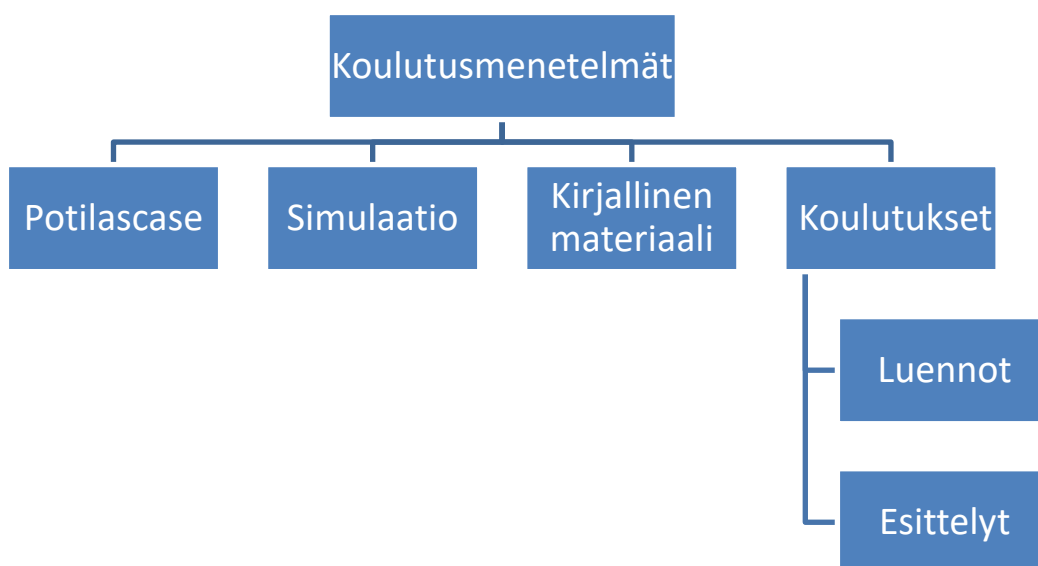 Koulutusmenetelmät
Potilascase
Simulaatio
Kirjallinen
materiaali
Koulutukset
Luennot
Esittelyt